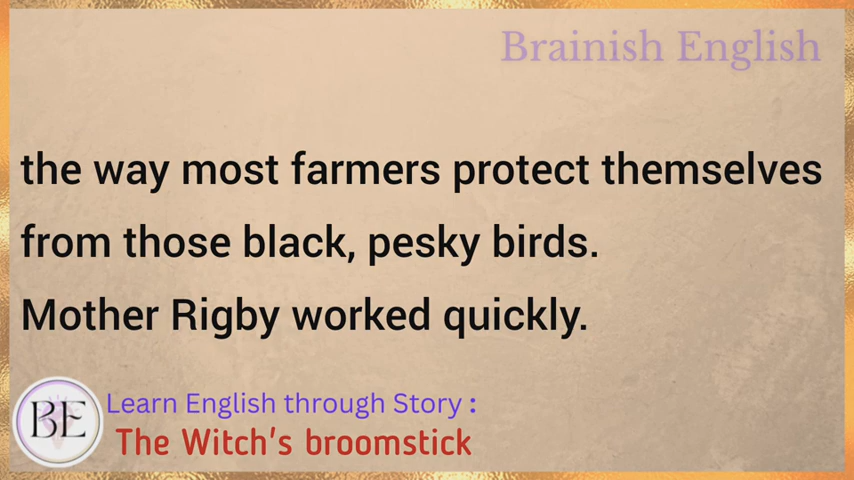 Brainish English
the way most farmers protect themselves
from those black, pesky birds.
Mother Rigby worked quickly.
BE
Learn English through Story :
The Witch's broomstick